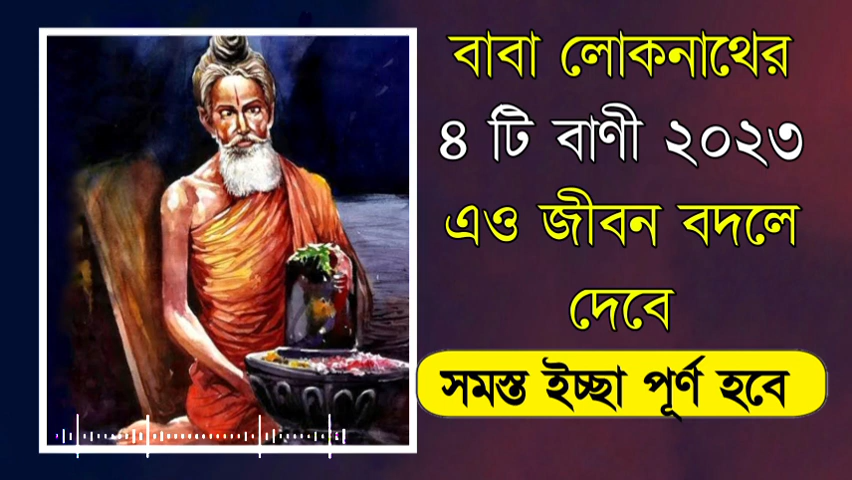 বাবা লোকনাথের
৪ টি বাণী ২০২৩
এও জীবন বদলে
দেবে
সমস্ত ইচ্ছা পূর্ণ হবে